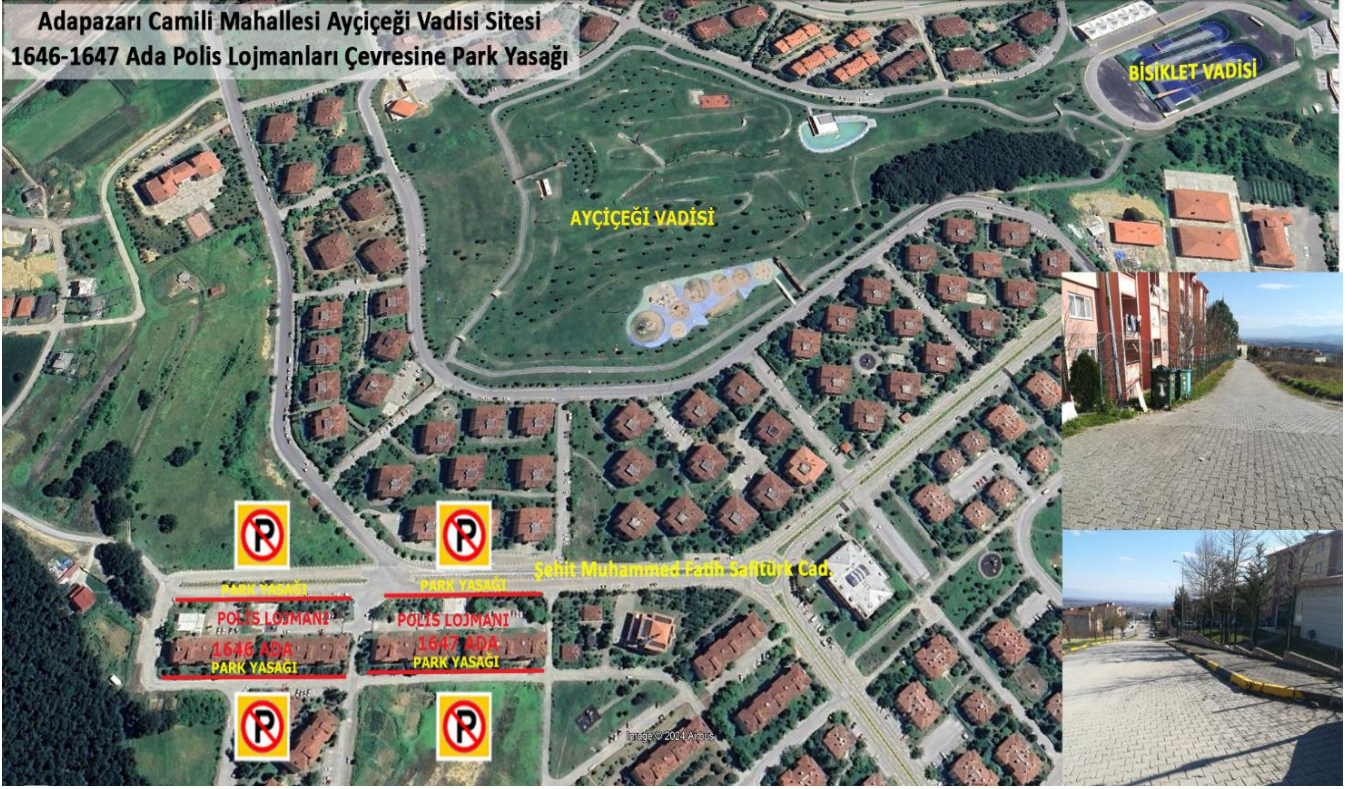 Adapazarı Camili Mahallesi Ayçiçeği Vadisi Sitesi
1646-1647 Ada Polis Lojmanları Çevresine Park Yasağı
BİSİKLET VADİSİ
AYÇİÇEĞİ VADİSİ
P
P
Şehit Muhammed Fatih Safitürk Cad.
PARK YASAĞI
PARK YASAĞI
POLİS LOJMANI
POLİS LOJMANI
1646 ADA
1647 ADA
PARK YASAĞI
PARK YASAĞI
P
P
Image © 2024 Airbus